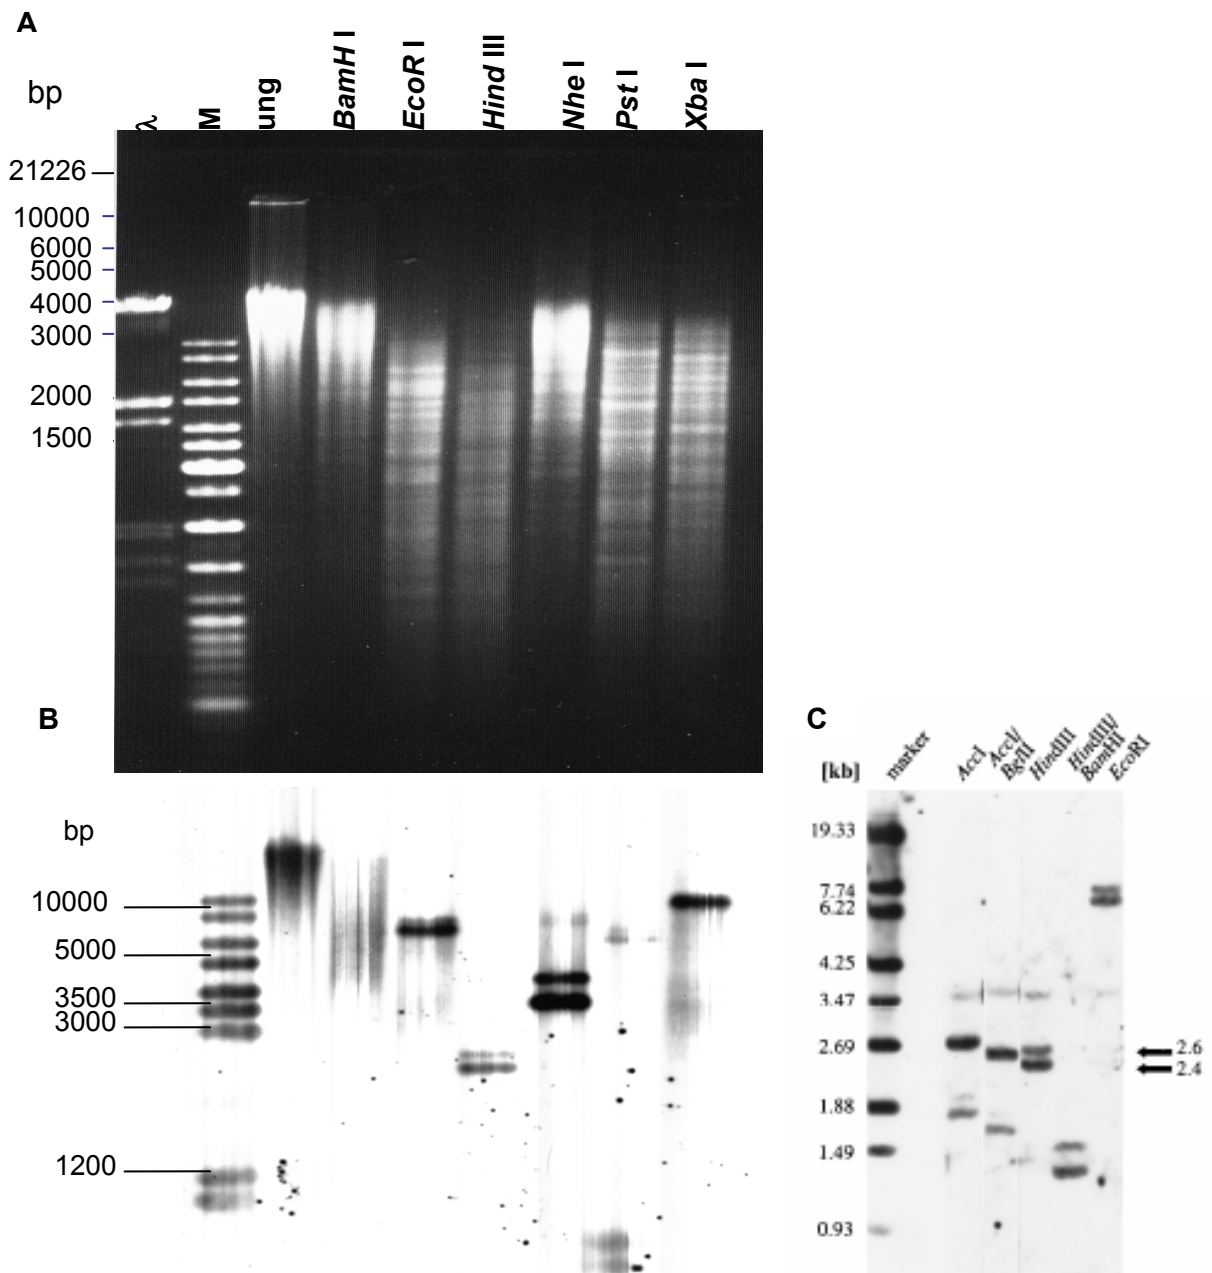 A
bp
λ
M
ung
BamH I
EcoR I
Hind III
Nhe I
Pst I
Xba I
21226
10000
6000
5000
4000
3000
2000
1500
B
bp
10000
5000
3500
3000
1200
C
[kb]
marker
AccI
AccI/
BglII
HindIII
HindIII/
BamHI
EcoRI
19.33
7.74
6.22
4.25
3.47
2.69
1.88
1.49
0.93
2.6
2.4